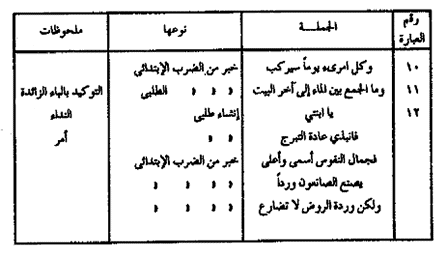 رقم العبارة الجملة نوعها ملحوظات
١٠ وكل امرىء يوماً سيركب خبر من الضرب الإبتدائى
١١ وما الجمع بين الماء إلى آخر البيت » » » الطلبى التوكيد بالباء الزائدة
١٢ يا ابنتي إنشاء طلبى النداء
فانبذي عادة التبرج » » أمر
فجمال النفوس أسمى وأعلى خبر من الضرب الإبتدائى
يصنع الصانعون ورداً » » » »
ولكن وردة الروض لا تضارع » » » »